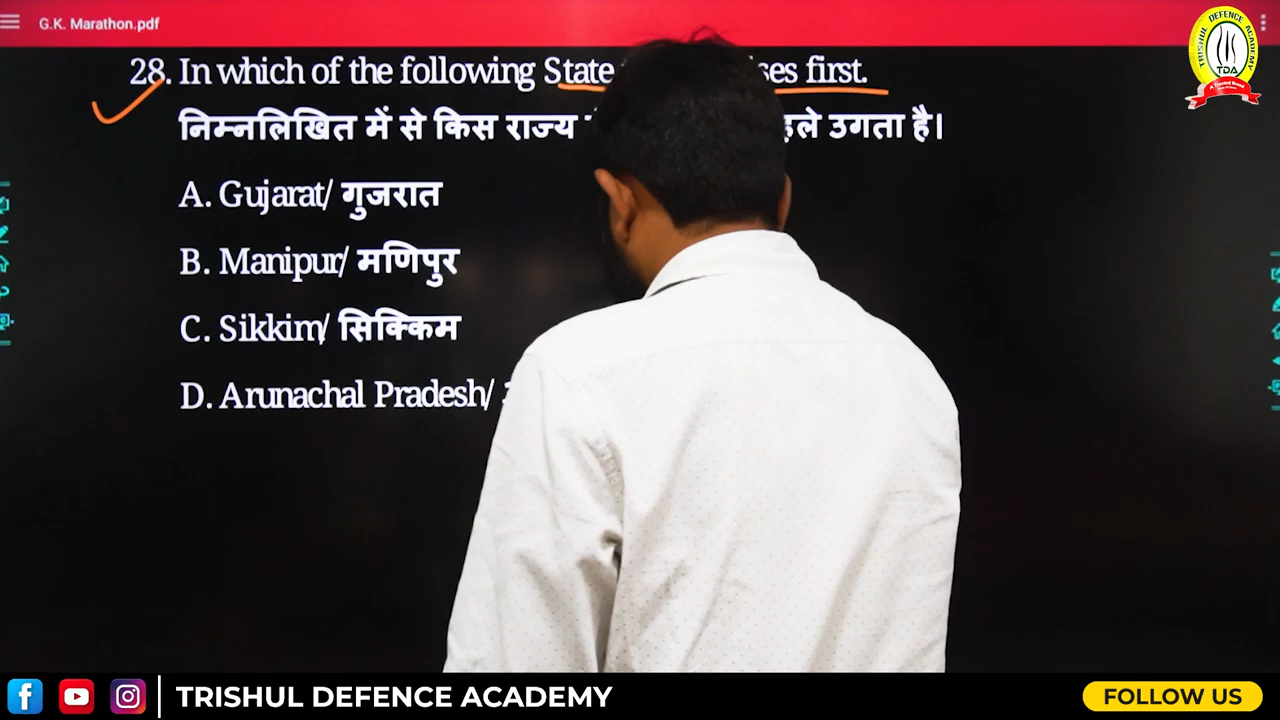 G.K. Marathon.pdf
28. In which of the following State ses first.
निम्नलिखित में से किस राज्य उगता है।
A. Gujarat/ गुजरात
B. Manipur/ मणिपुर
C. Sikkim/ सिक्किम
D. Arunachal Pradesh/
TRISHUL DEFENCE ACADEMY
TDA
TRISHUL DEFENCE ACADEMY
FOLLOW US